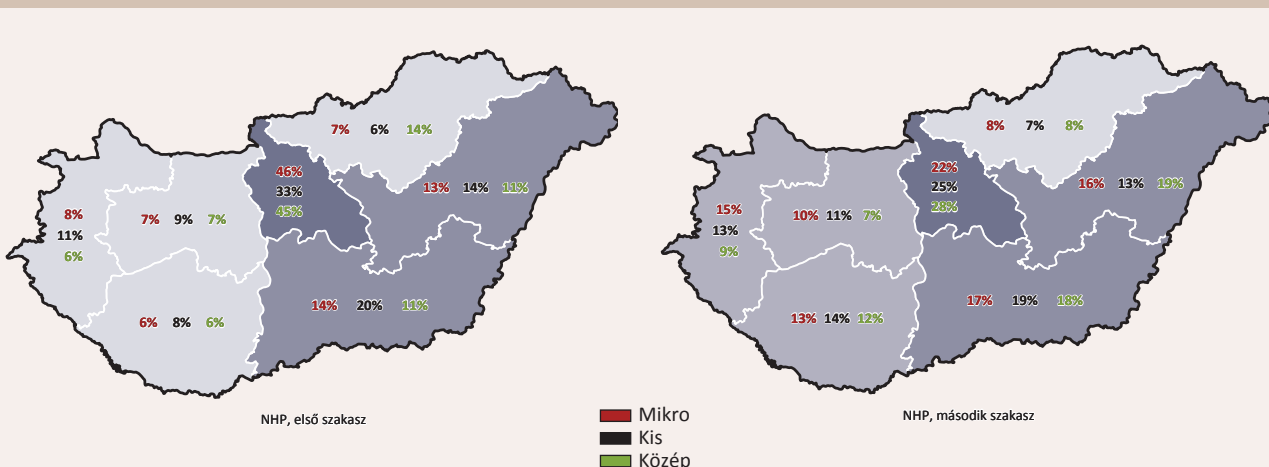 7% 6% 14%
46%
33%
45%
13% 14% 11%
8%
11%
6%
7% 9% 7%
14% 20% 11%
6% 8% 6%
NHP, első szakasz
8% 7% 8%
22%
25%
28%
16% 13% 19%
15%
13%
9%
10% 11% 7%
17% 19% 18%
13% 14% 12%
NHP, második szakasz
Mikro
Kis
Közép